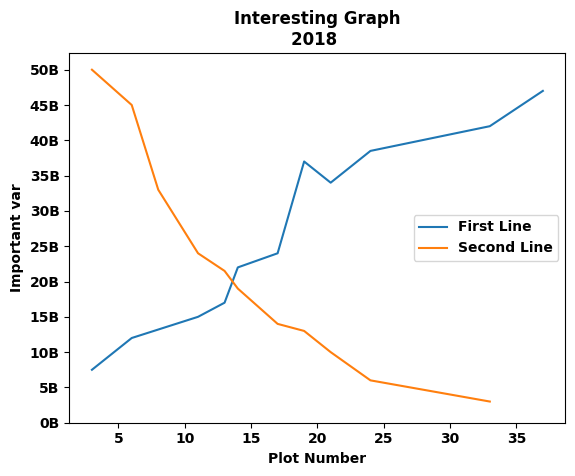 Interesting Graph
2018
50B
45B
40B
35B
30B
25B
20B
15B
10B
5B
0B
Important var
First Line
Second Line
5 10 15 20 25 30 35
Plot Number